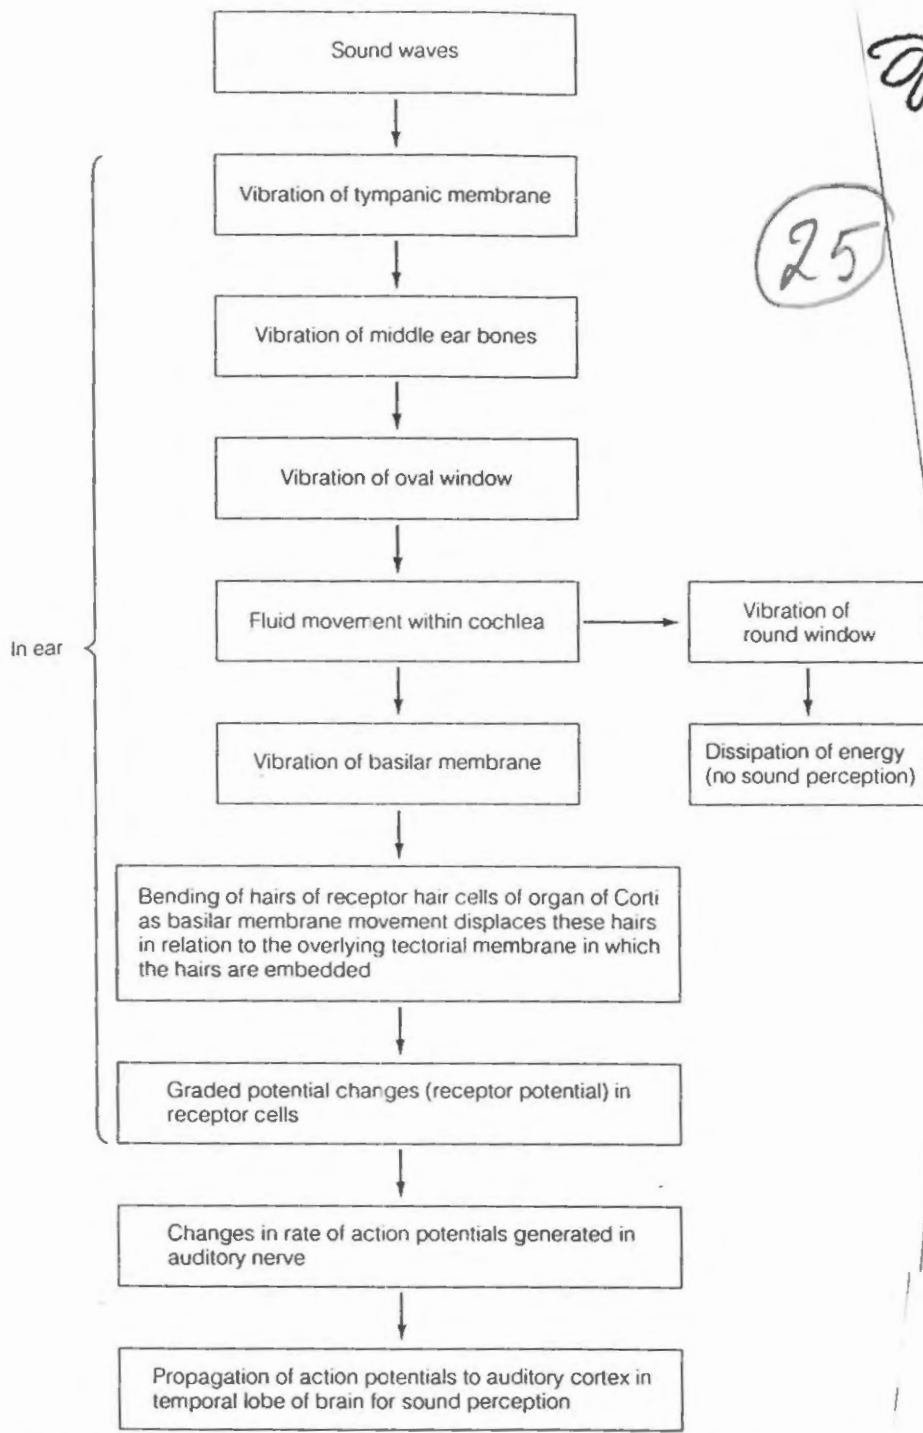 Sound waves
25
Vibration of tympanic membrane
Vibration of middle ear bones
Vibration of oval window
In ear
Fluid movement within cochlea
Vibration of
round window
Vibration of basilar membrane
Dissipation of energy
(no sound perception)
Bending of hairs of receptor hair cells of organ of Corti
as basilar membrane movement displaces these hairs
in relation to the overlying tectorial membrane in which
the hairs are embedded
Graded potential changes (receptor potential) in
receptor cells
Changes in rate of action potentials generated in
auditory nerve
Propagation of action potentials to auditory cortex in
temporal lobe of brain for sound perception